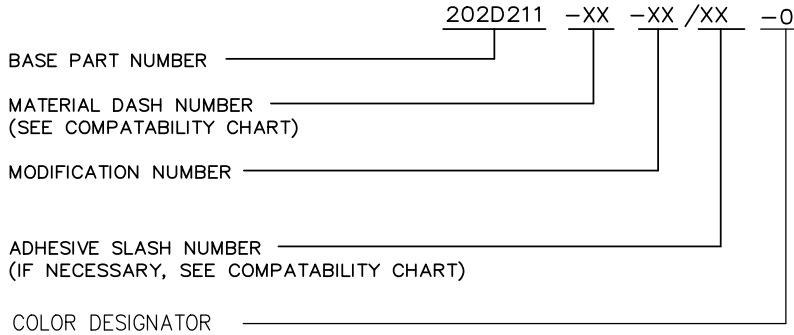 202D211 -XX -XX /XX -0
BASE PART NUMBER
MATERIAL DASH NUMBER
(SEE COMPATABILITY CHART)
MODIFICATION NUMBER
ADHESIVE SLASH NUMBER
(IF NECESSARY, SEE COMPATABILITY CHART)
COLOR DESIGNATOR